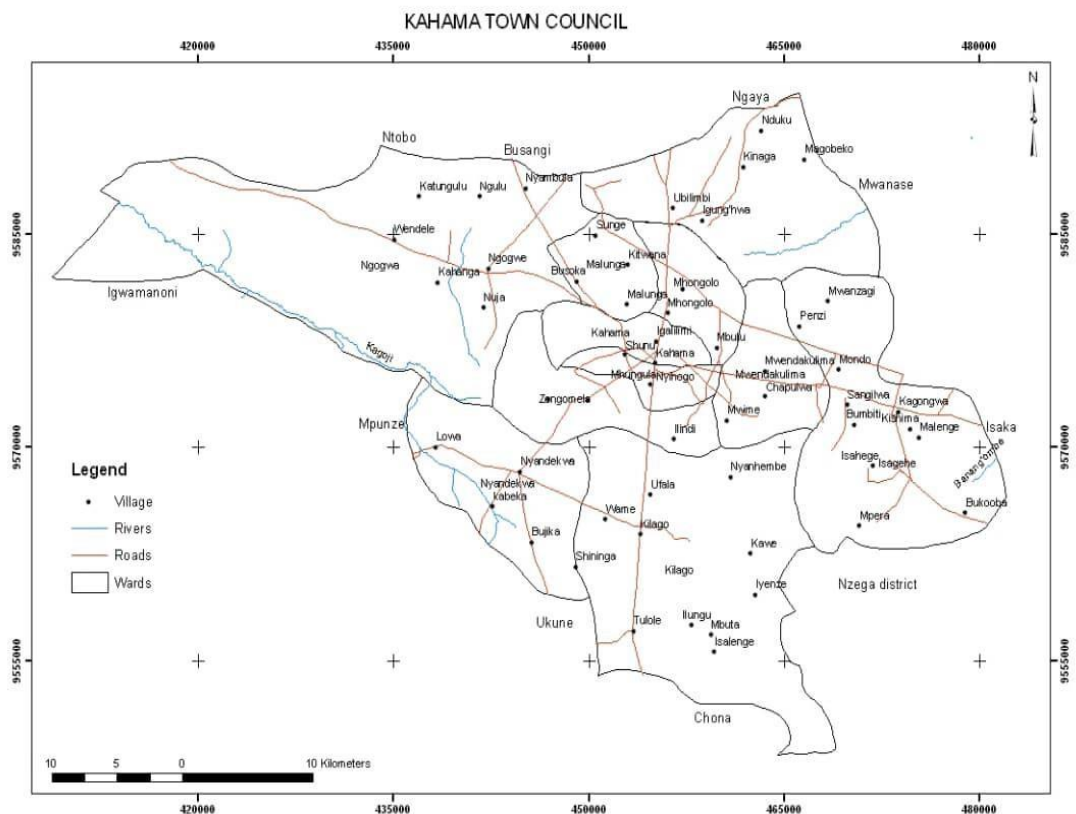 KAHAMA TOWN COUNCIL
420000 435000 450000 465000 480000
N
Ngaya
Nduku
Ntobo
Busangi
Kinaga
Magobeko
Mwanase
Katungulu
Ngulu
Nyambula
Ubilimbi
Igung'hwa
9585000
9585000
Wendele
Sunge
Kitwana
Ngogwa
Ngogwe
Malunga
Kahanga
Busoka
Igwamanoni
Mhongolo
Mwanzagi
Nuja
Malunga
Mhongolo
Penzi
Kahama
Igalilimi
Mbulu
Kagoji
Shunu
Kahama
Mwendakulima
Mondo
Mhungula
Nyihogo
Mwendakulima
Zongomela
Chapulwa
Sangilwa
Kagongwa
Mpunze
Mwime
Bumbiti
Kishima
Malenge
Isaka
9570000
9570000
Lowa
Ilindi
Banang'ombe
Legend
Nyandekwa
Nyanhembe
Isahege
Isagehe
Village
Nyandekwa
kabeka
Ufala
Rivers
Wame
Mpera
Bukooba
Roads
Bujika
Kilago
Kawe
Wards
Shininga
Kilago
Nzega district
Iyenze
Ukune
Tulole
Ilungu
Mbuta
Isalenge
9555000
9555000
Chona
10 5 0 10 Kilometers
420000 435000 450000 465000 480000